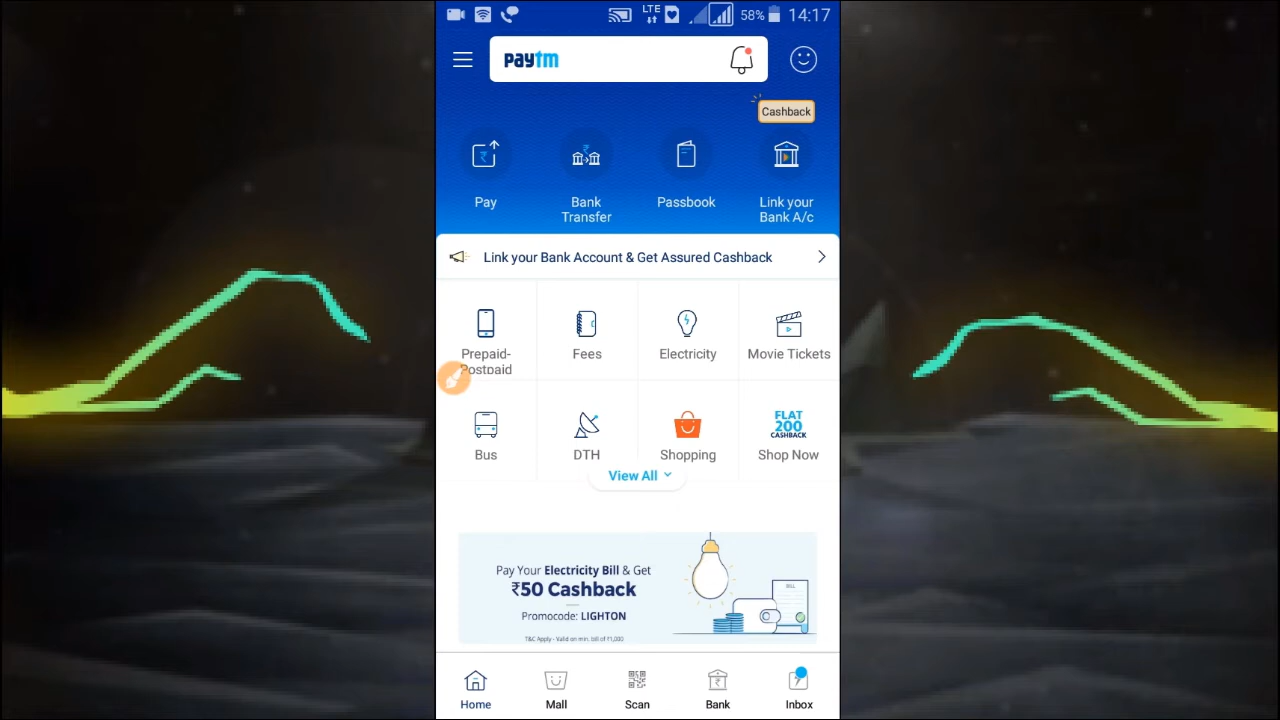 LTE 58% 14:17
paytm
Cashback
Pay
Bank
Transfer
Passbook
Link your
Bank A/c
Link your Bank Account & Get Assured Cashback
Prepaid-
Postpaid
Fees
Electricity
Movie Tickets
Bus
DTH
Shopping
FLAT
200
CASHBACK
Shop Now
View All
Pay Your Electricity Bill & Get
₹50 Cashback
Promocode: LIGHTON
T&C Apply - Valid on min. bill of ₹1,000
BILL
Home
Mall
Scan
Bank
Inbox